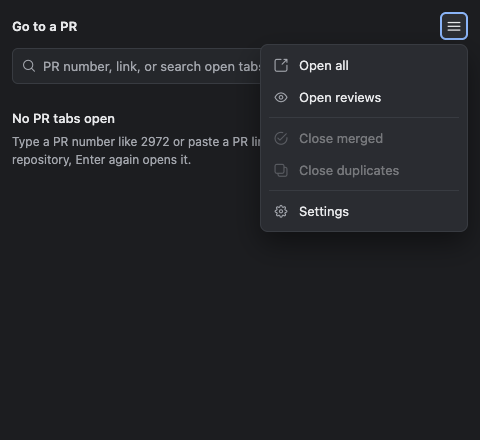 Go to a PR
PR number, link, or search open tabs
Open all
Open reviews
Close merged
Close duplicates
Settings
No PR tabs open
Type a PR number like 2972 or paste a PR
repository, Enter again opens it.